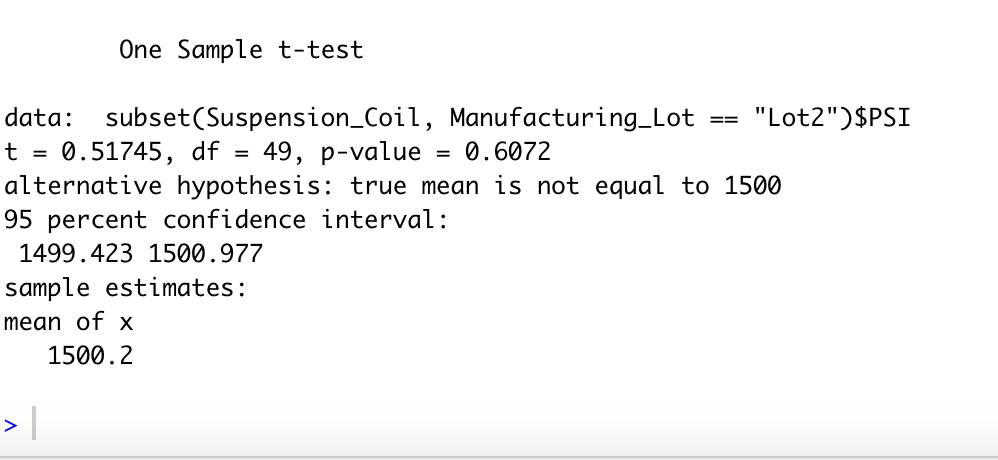 One Sample t-test
data:  subset(Suspension_Coil, Manufacturing_Lot == "Lot2")$PSI
t = 0.51745, df = 49, p-value = 0.6072
alternative hypothesis: true mean is not equal to 1500
95 percent confidence interval:
 1499.423 1500.977
sample estimates:
mean of x
   1500.2
>